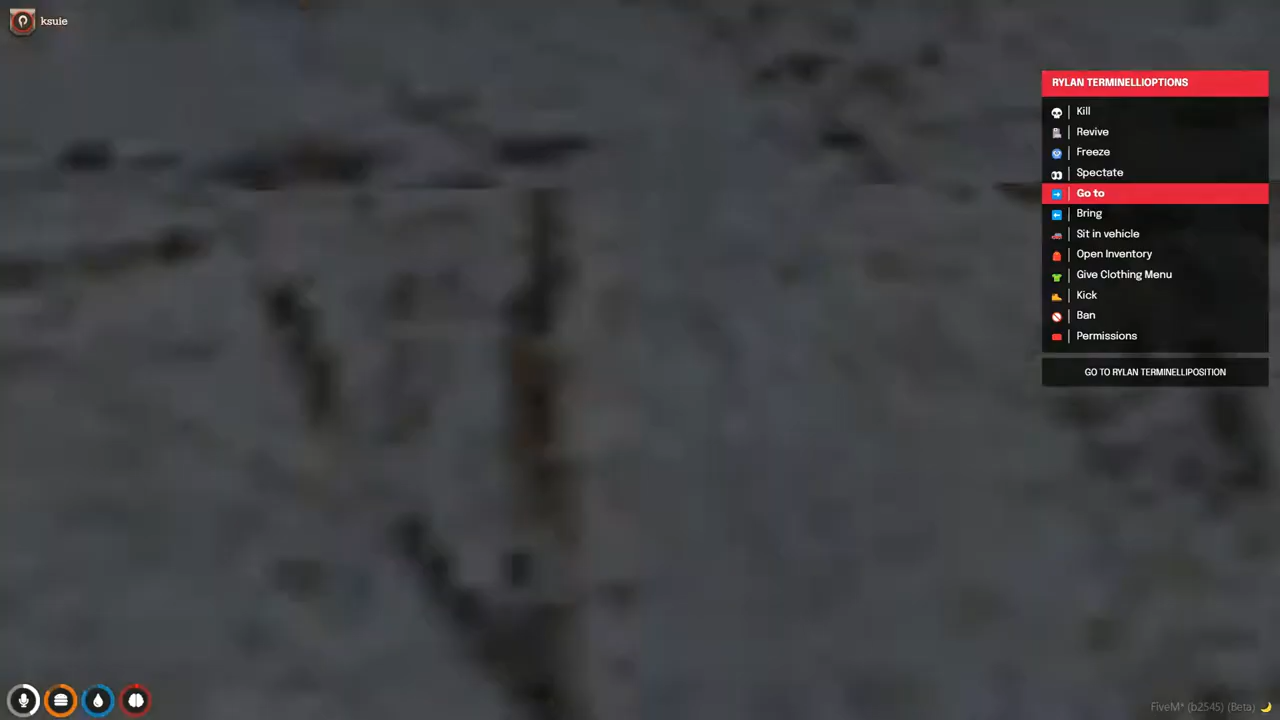 ksuie
RYLAN TERMINELLIOPTIONS
Kill
Revive
Freeze
Spectate
Go to
Bring
Sit in vehicle
Open Inventory
Give Clothing Menu
Kick
Ban
Permissions
GO TO RYLAN TERMINELLIPOSITION
FiveM* (b2545) (Beta)